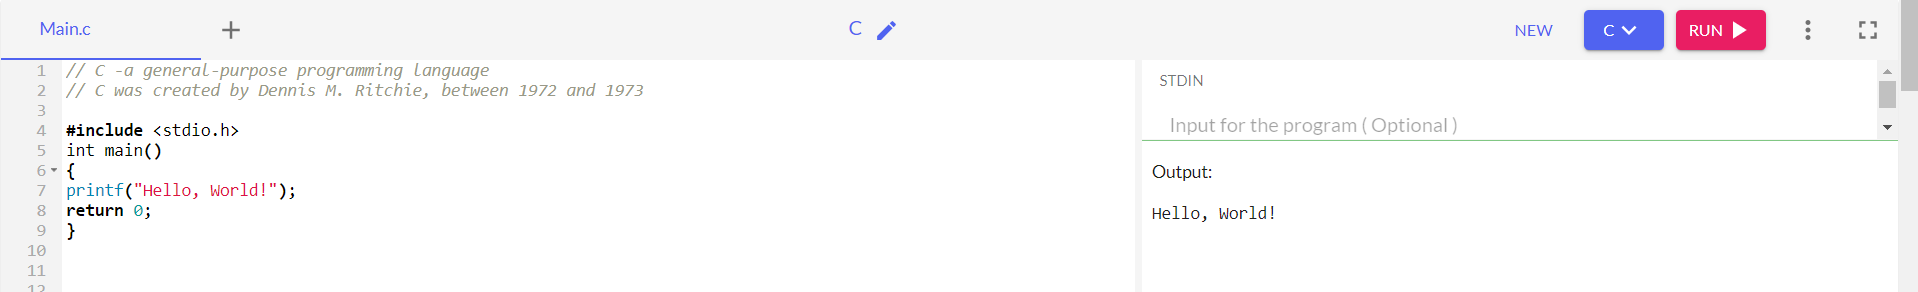 Main.c
C
NEW
C
RUN
1 // C -a general-purpose programming language
2 // C was created by Dennis M. Ritchie, between 1972 and 1973
3
4 #include <stdio.h>
5 int main()
6 {
7 printf("Hello, World!");
8 return 0;
9 }
10
11
12
STDIN
Input for the program ( Optional )
Output:
Hello, World!